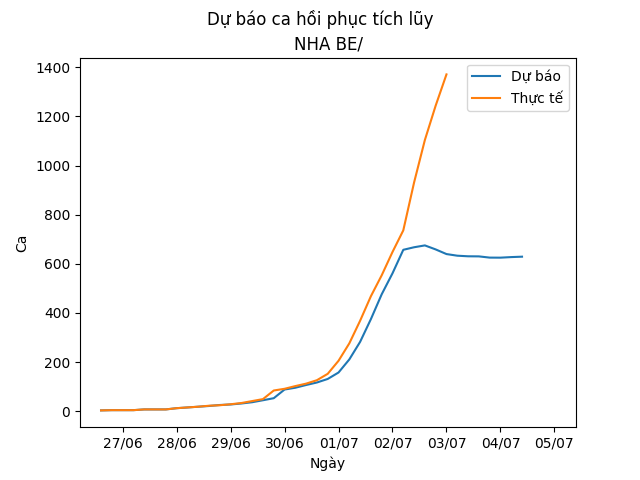 Dự báo ca hồi phục tích lũy
NHA BE/
Dự báo
Thực tế
Ca
1400
1200
1000
800
600
400
200
0
27/06 28/06 29/06 30/06 01/07 02/07 03/07 04/07 05/07
Ngày